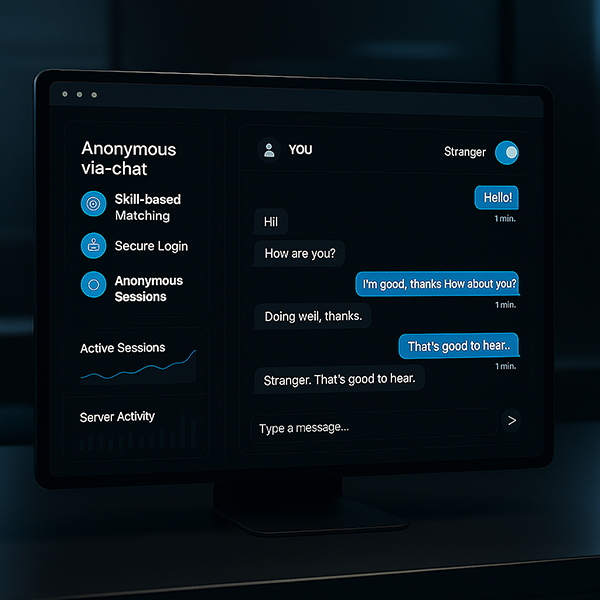 Anonymous
via-chat
Skill-based
Matching
Secure Login
Anonymous
Sessions
Active Sessions
Server Activity
YOU
Stranger
Hello!
1 min.
Hil
How are you?
I'm good, thanks How about you?
1 min.
Doing weil, thanks.
That's good to hear..
1 min.
Stranger. That's good to hear.
Type a message...